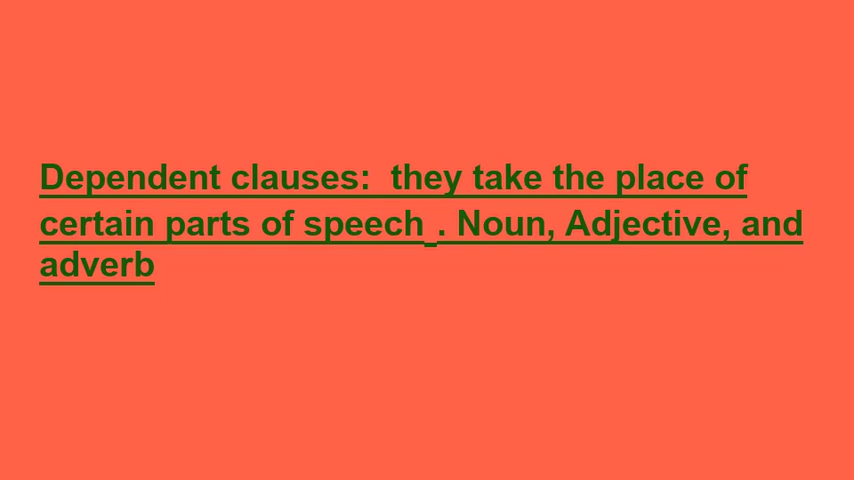 Dependent clauses:  they take the place of
certain parts of speech . Noun, Adjective, and
adverb